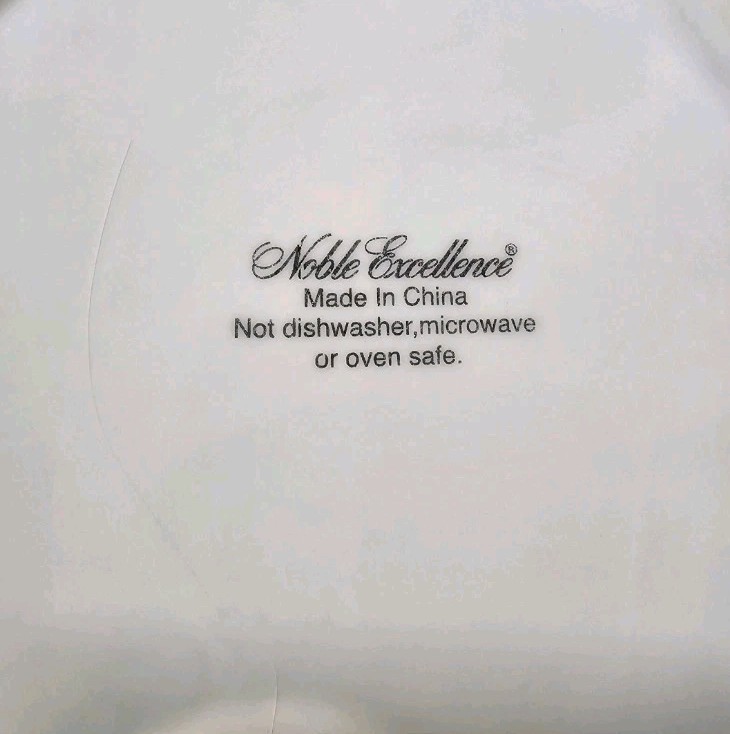 Noble Excellence®
Made In China
Not dishwasher,microwave
or oven safe.